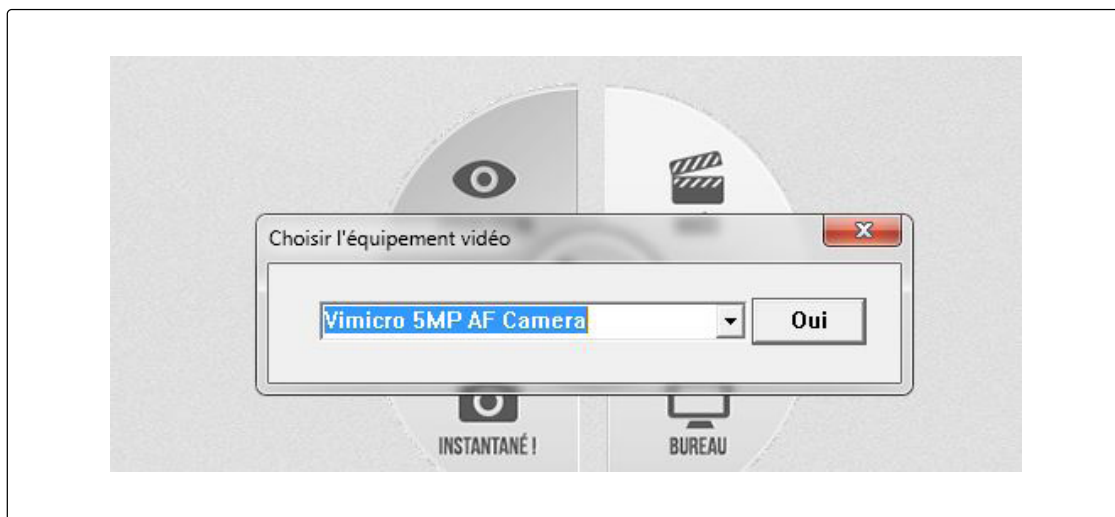 Choisir l'équipement vidéo
Vimicro 5MP AF Camera
Oui
INSTANTANÉ !
BUREAU